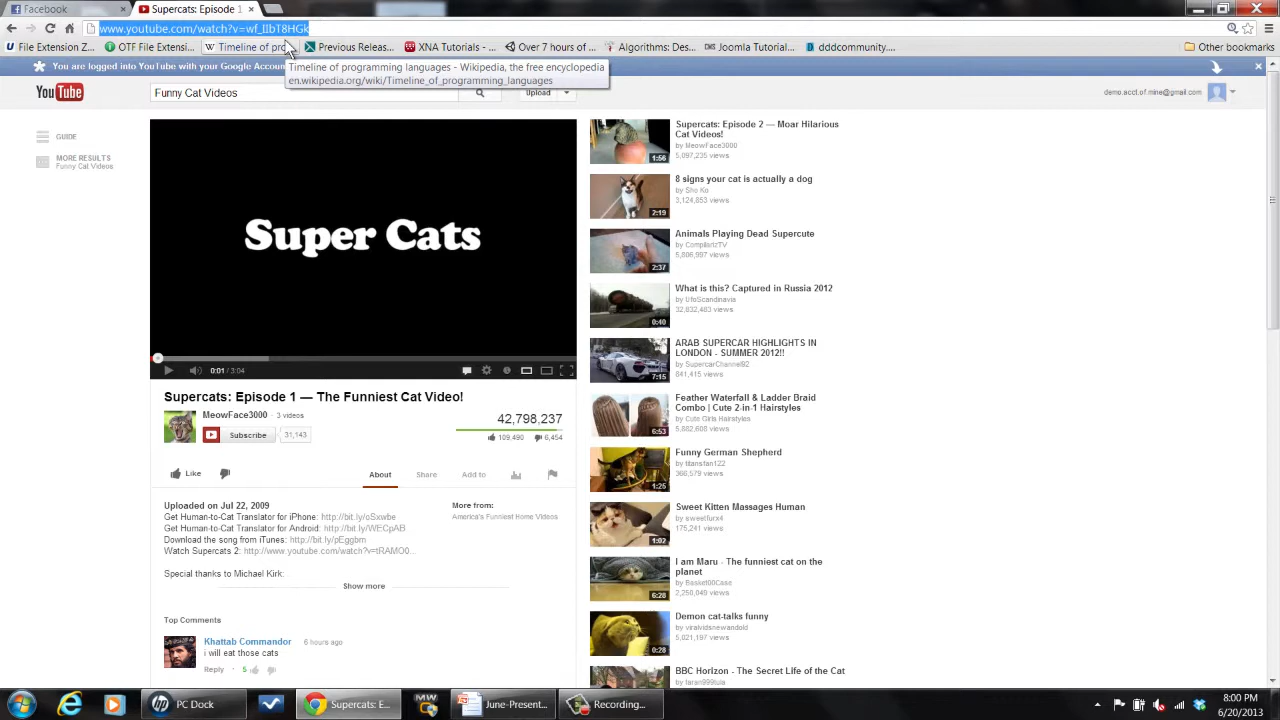 Facebook
Supercats: Episode 1
www.youtube.com/watch?v=wf_IIbT8HGk
File Extension Z...
OTF File Extensi...
Timeline of pro
Previous Releas...
XNA Tutorials - ...
Over 7 hours of ...
Algorithms: Des...
Joomla Tutorial...
dddcommunity....
Other bookmarks
You are logged into YouTube with your Google Accoun
Timeline of programming languages - Wikipedia, the free encyclopedia
en.wikipedia.org/wiki/Timeline_of_programming_languages
YouTube
Funny Cat Videos
Upload
demo.acct.of.mine@gmail.com
GUIDE
MORE RESULTS
Funny Cat Videos
Super Cats
0:01 / 3:04
Supercats: Episode 1 — The Funniest Cat Video!
MeowFace3000 · 3 videos
Subscribe
31,143
42,798,237
109,490
6,454
Like
About
Share
Add to
Uploaded on Jul 22, 2009
Get Human-to-Cat Translator for iPhone: http://bit.ly/oSxwbe
Get Human-to-Cat Translator for Android: http://bit.ly/WECpAB
Download the song from iTunes: http://bit.ly/pEggbm
Watch Supercats 2: http://www.youtube.com/watch?v=tRAMO0...
Special thanks to Michael Kirk:
More from:
America's Funniest Home Videos
Show more
Top Comments
Khattab Commandor 6 hours ago
i will eat those cats
Reply · 5
Supercats: Episode 2 — Moar Hilarious
Cat Videos!
by MeowFace3000
5,097,235 views
1:56
8 signs your cat is actually a dog
by Sho Ko
3,124,853 views
2:19
Animals Playing Dead Supercute
by CompilarizTV
5,806,997 views
2:37
What is this? Captured in Russia 2012
by UfoScandinavia
32,832,483 views
0:40
ARAB SUPERCAR HIGHLIGHTS IN
LONDON - SUMMER 2012!!
by SupercarChannel92
841,415 views
7:15
Feather Waterfall & Ladder Braid
Combo | Cute 2-in-1 Hairstyles
by Cute Girls Hairstyles
5,882,608 views
6:53
Funny German Shepherd
by titansfan122
366,579 views
1:25
Sweet Kitten Massages Human
by sweetfurx4
175,241 views
1:02
I am Maru - The funniest cat on the
planet
by Basket00Case
2,250,049 views
6:28
Demon cat-talks funny
by viralvidsnewandold
5,021,197 views
0:28
BBC Horizon - The Secret Life of the Cat
by taran999tula
PC Dock
Supercats: E...
MW
June-Present...
Recording...
8:00 PM
6/20/2013